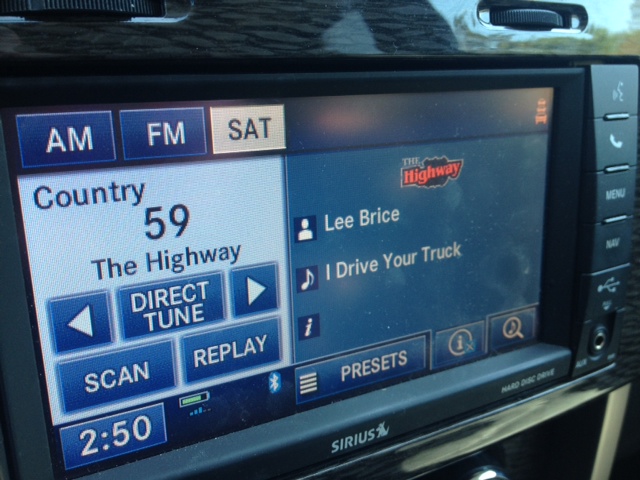 AM FM SAT
Country
59
The Highway
DIRECT
TUNE
SCAN
REPLAY
2:50
THE
Highway
Lee Brice
I Drive Your Truck
PRESETS
SIRIUS
HARD DISC DRIVE
MENU
NAV
AUX